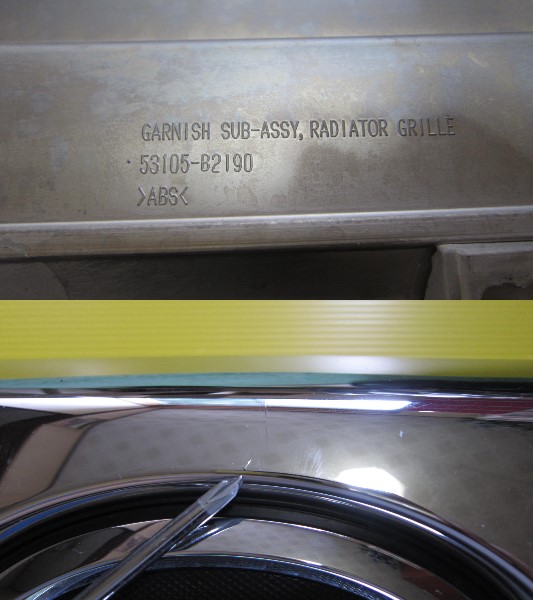 GARNISH SUB-ASSY, RADIATOR GRILLE
53105-B2190
>ABS<